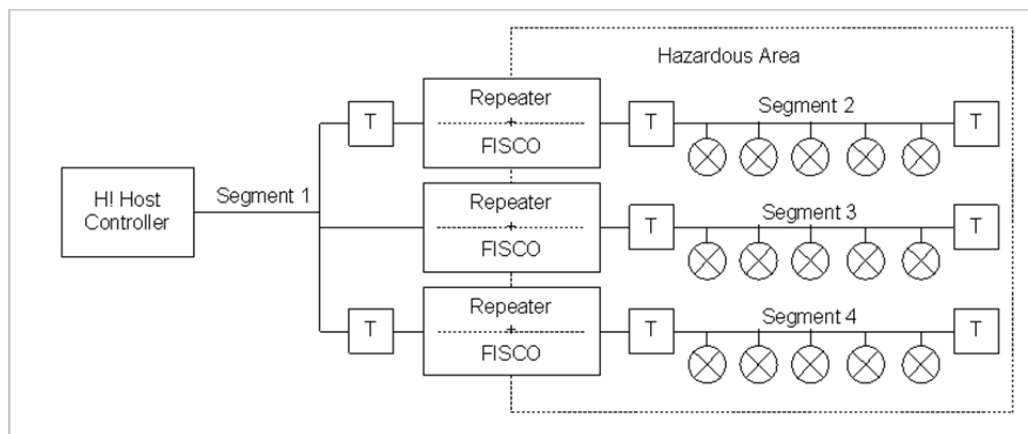 Hazardous Area
T
Repeater
+
FISCO
T
Segment 2
T
H! Host
Controller
Segment 1
Repeater
+
FISCO
T
Segment 3
T
T
Repeater
+
FISCO
T
Segment 4
T